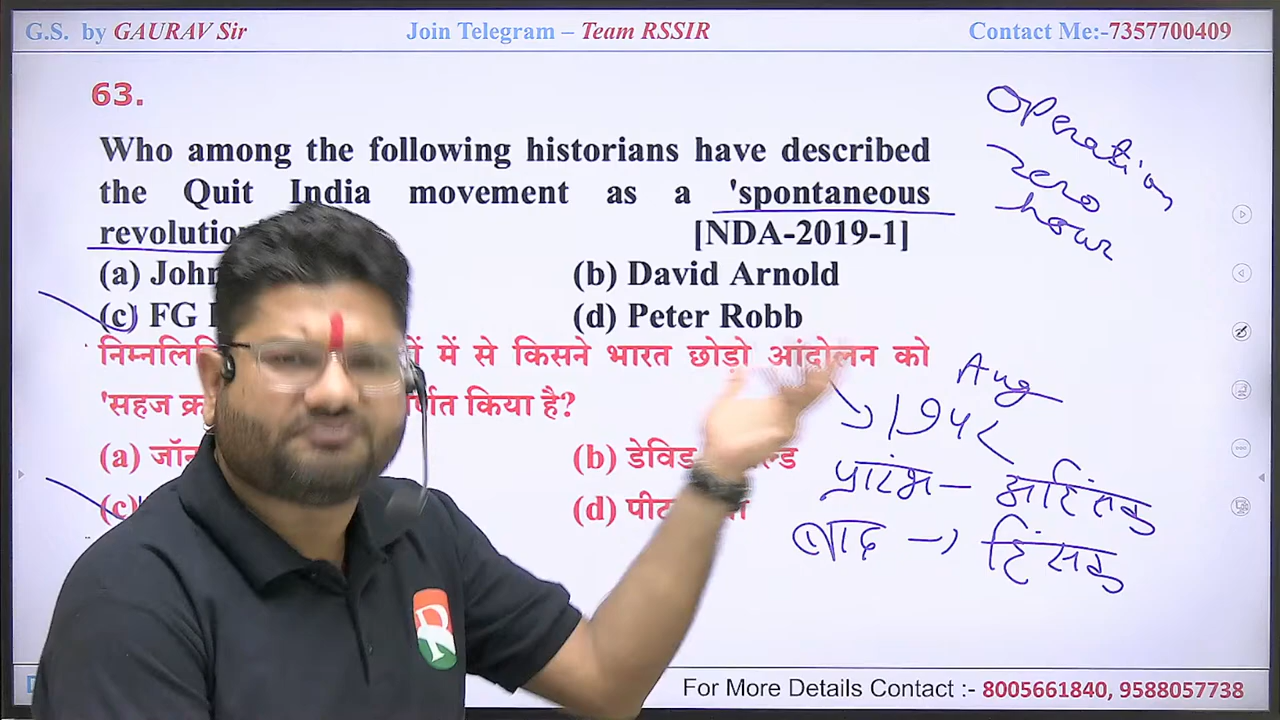 G.S. by GAURAV Sir
Join Telegram – Team RSSIR
Contact Me:-7357700409
63.
Who among the following historians have described
the Quit India movement as a 'spontaneous
revolutio
[NDA-2019-1]
(a) John
(b) David Arnold
(c) FG
(d) Peter Robb
निम्नलि में से किसने भारत छोड़ो आंदोलन को
'सहज किया है?
(a) जॉन
(b) डेविड
(c)
(d)
Operation
zero
hour
Aug
1942
प्रारंभ – अहिंसक
बाद → हिंसक
For More Details Contact :- 8005661840, 9588057738